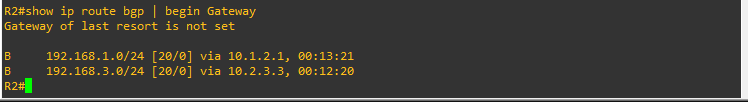 R2#show ip route bgp | begin Gateway
Gateway of last resort is not set
B     192.168.1.0/24 [20/0] via 10.1.2.1, 00:13:21
B     192.168.3.0/24 [20/0] via 10.2.3.3, 00:12:20
R2#